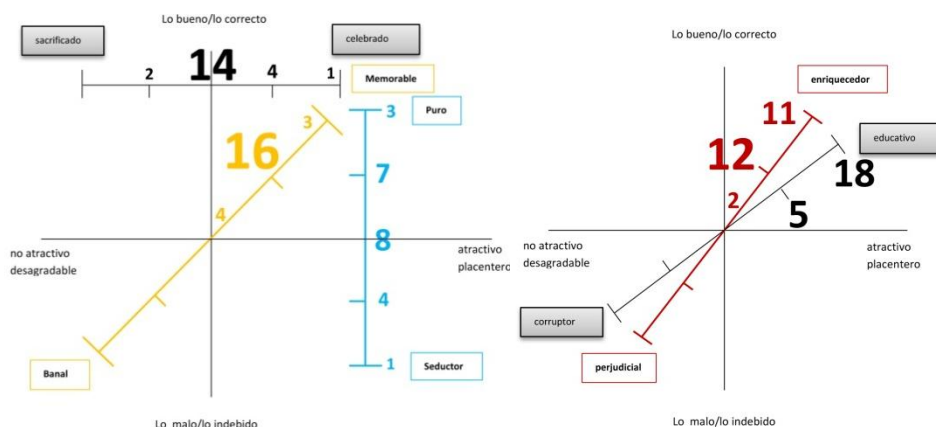 Lo bueno/lo correcto
sacrificado
celebrado
2
14
4
1
Memorable
3
3
Puro
16
7
4
8
no atractivo
desagradable
atractivo
placentero
4
Banal
1
Seductor
Lo malo/lo indebido
Lo bueno/lo correcto
enriquecedor
11
educativo
12
18
2
5
no atractivo
desagradable
atractivo
placentero
corruptor
perjudicial
Lo malo/lo indebido